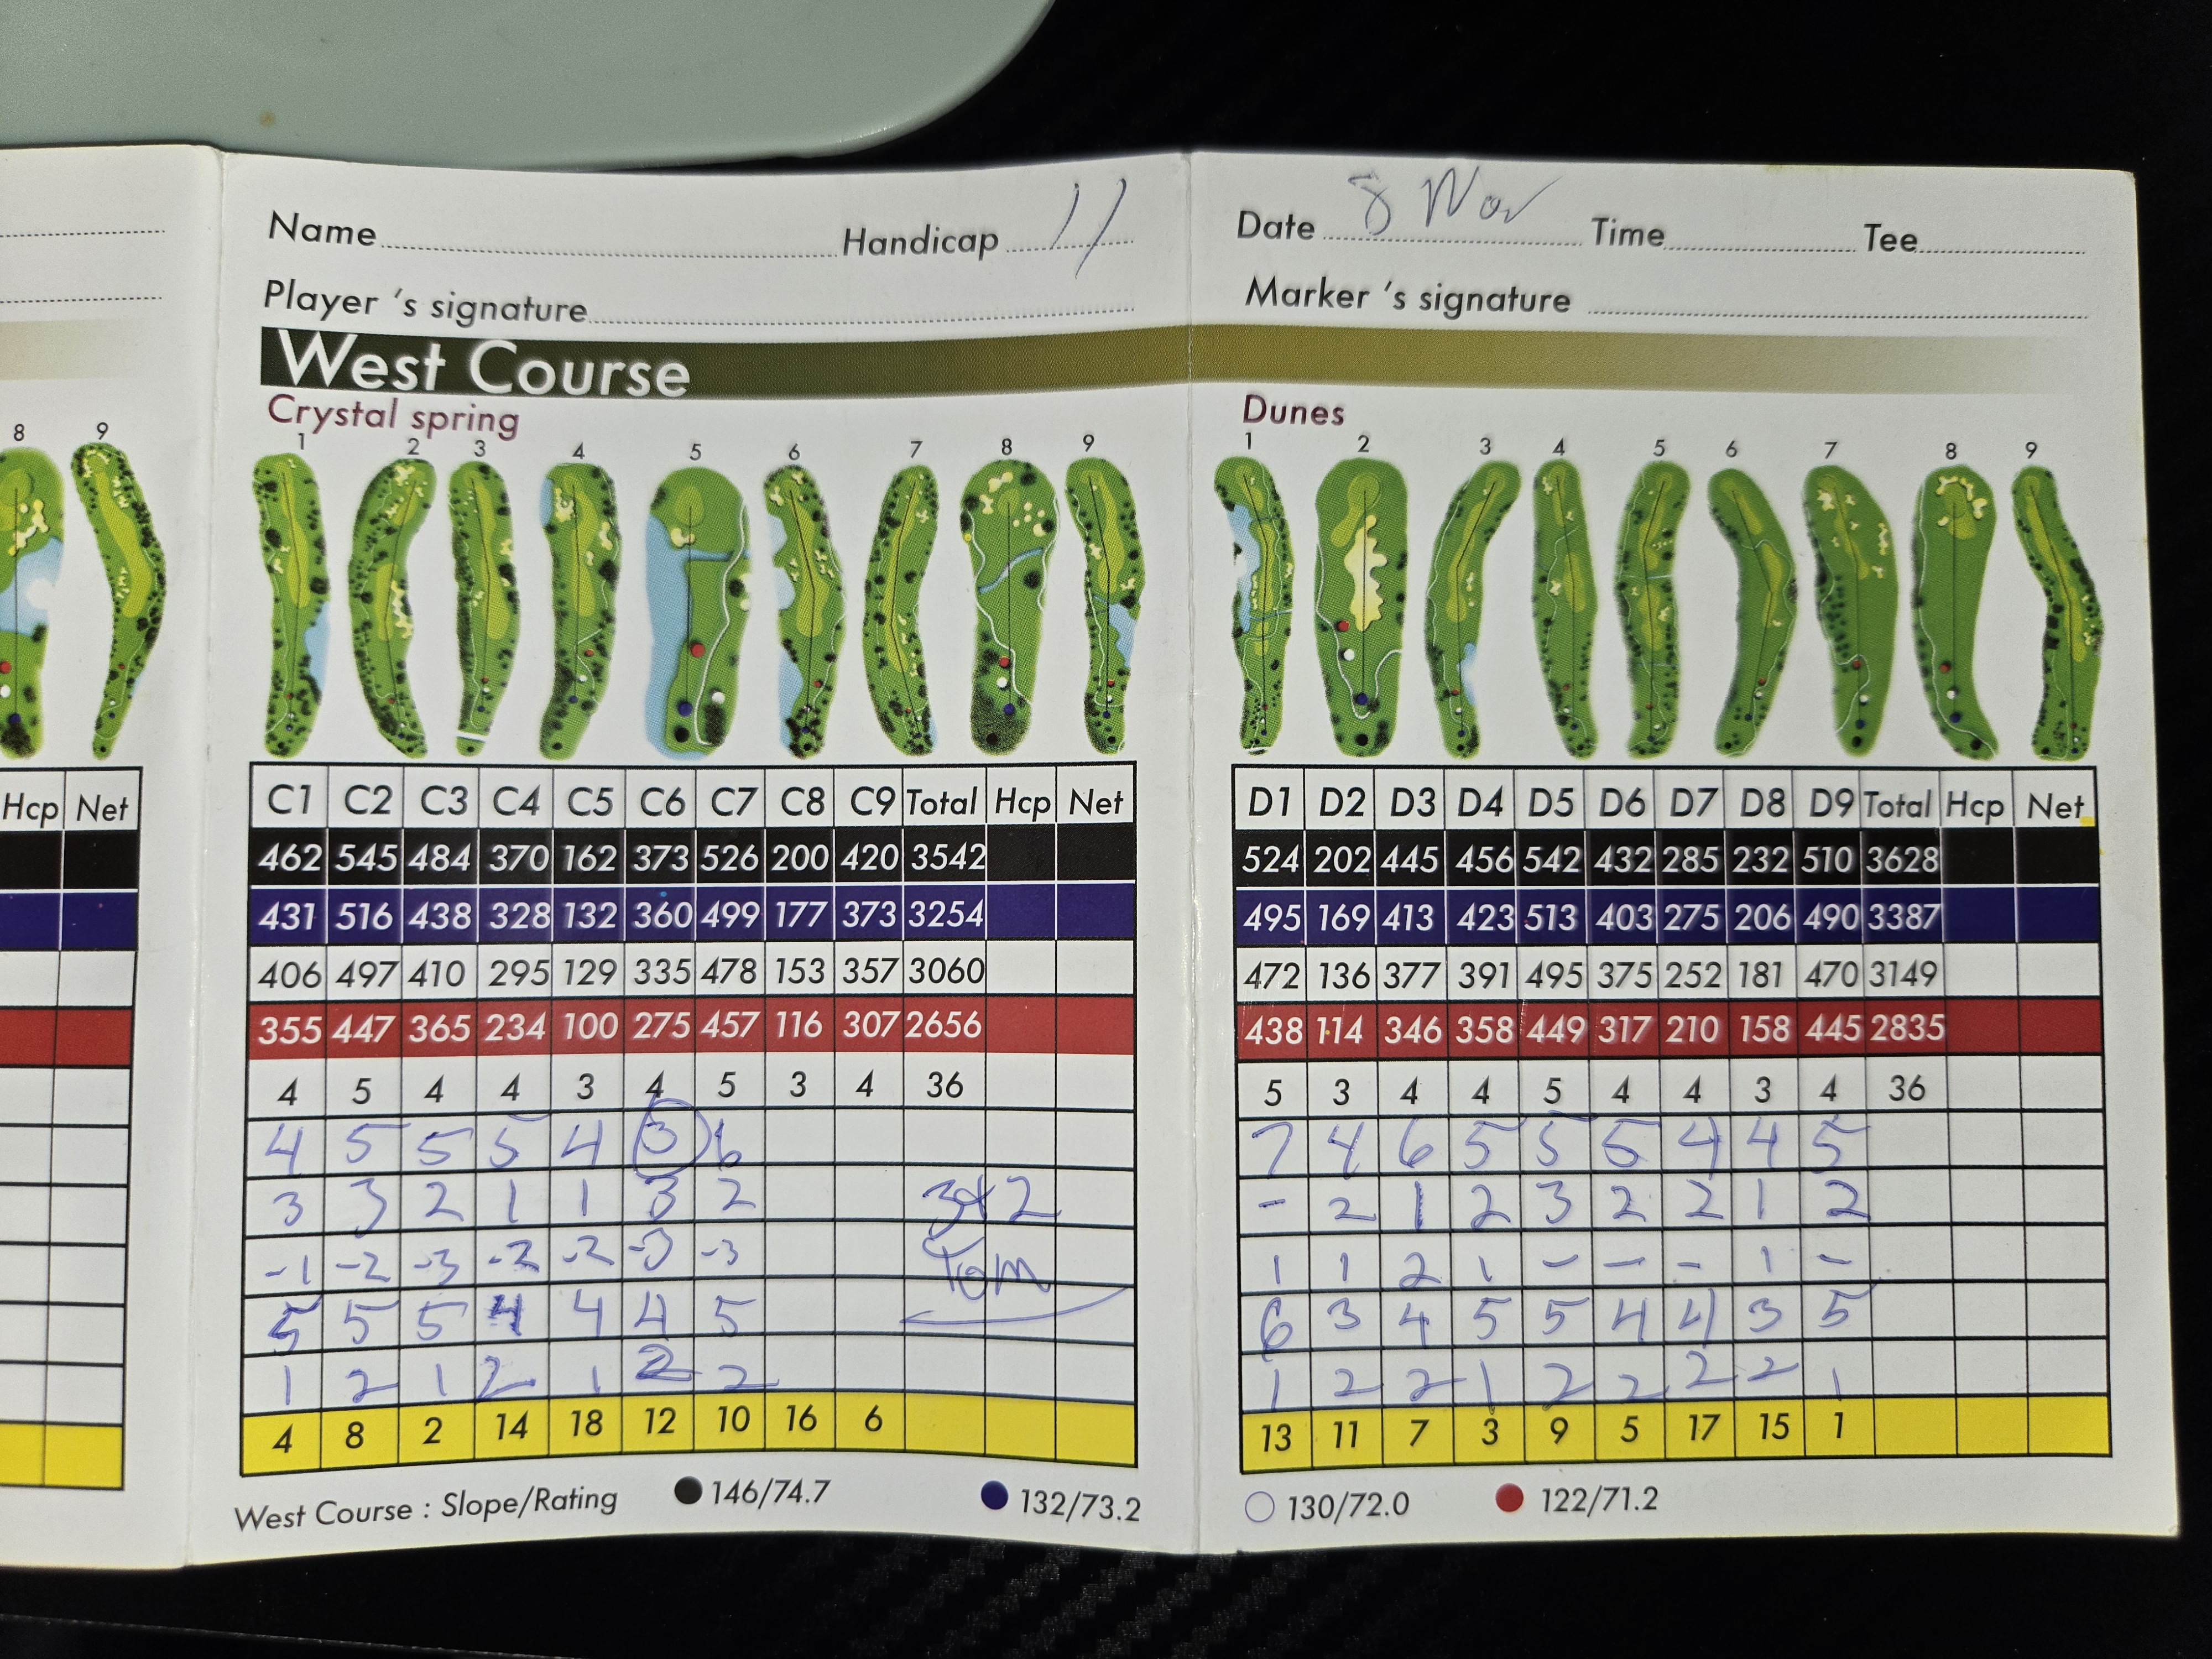 Name Handicap 11
Date 8 Nov Time Tee
Player 's signature
Marker 's signature
West Course
Crystal spring
Dunes
8 9
1 2 3 4 5 6 7 8 9
1 2 3 4 5 6 7 8 9
Hcp Net
C1 C2 C3 C4 C5 C6 C7 C8 C9 Total Hcp Net
462 545 484 370 162 373 526 200 420 3542
431 516 438 328 132 360 499 177 373 3254
406 497 410 295 129 335 478 153 357 3060
355 447 365 234 100 275 457 116 307 2656
4 5 4 4 3 4 5 3 4 36
4 5 5 5 4 3 6
3 3 2 1 1 3 2
-1 -2 -3 -2 -2 -3 -3
Tom
5 5 5 4 4 4 5
1 2 1 2 1 2 2
4 8 2 14 18 12 10 16 6
D1 D2 D3 D4 D5 D6 D7 D8 D9 Total Hcp Net
524 202 445 456 542 432 285 232 510 3628
495 169 413 423 513 403 275 206 490 3387
472 136 377 391 495 375 252 181 470 3149
438 114 346 358 449 317 210 158 445 2835
5 3 4 4 5 4 4 3 4 36
7 4 6 5 5 5 4 4 5
- 2 1 2 3 2 2 1 2
1 1 2 1 - - - 1 -
6 3 4 5 5 4 4 3 5
1 2 2 1 2 2 2 2 1
13 11 7 3 9 5 17 15 1
West Course : Slope/Rating 146/74.7 132/73.2
130/72.0 122/71.2